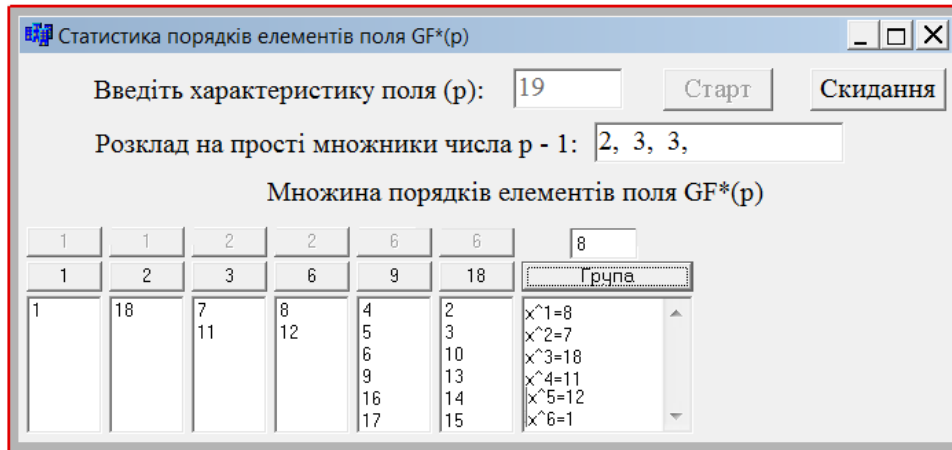 Статистика порядків елементів поля GF*(p)
Введіть характеристику поля (p): 19 Старт Скидання
Розклад на прості множники числа p - 1: 2, 3, 3,
Множина порядків елементів поля GF*(p)
1 1 2 2 6 6 8
1 2 3 6 9 18 Група
1 18 7 8 4 2 x^1=8
11 12 5 3 x^2=7
6 10 x^3=18
9 13 x^4=11
16 14 x^5=12
17 15 x^6=1